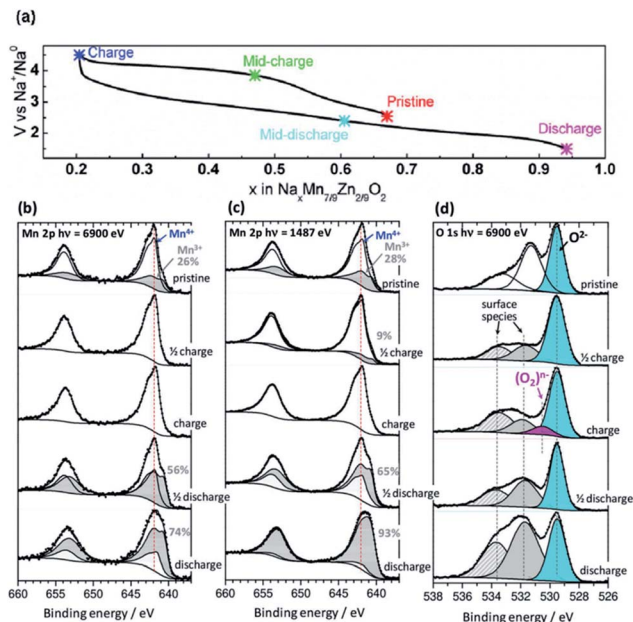 (a)
Charge
Mid-charge
Pristine
Mid-discharge
Discharge
V vs Na⁺/Na⁰
4
3
2
0.2 0.3 0.4 0.5 0.6 0.7 0.8 0.9 1.0
x in NaₓMn₇/₉Zn₂/₉O₂
(b) (c) (d)
Mn 2p hν = 6900 eV
Mn⁴⁺
Mn³⁺
26%
pristine
½ charge
charge
56%
½ discharge
74%
discharge
660 655 650 645 640
Binding energy / eV
Mn 2p hν = 1487 eV
Mn⁴⁺
Mn³⁺
28%
pristine
9%
½ charge
charge
65%
½ discharge
93%
discharge
660 655 650 645 640
Binding energy / eV
O 1s hν = 6900 eV
O²⁻
pristine
surface
species
½ charge
(O₂)ⁿ⁻
charge
½ discharge
discharge
538 536 534 532 530 528 526
Binding energy / eV